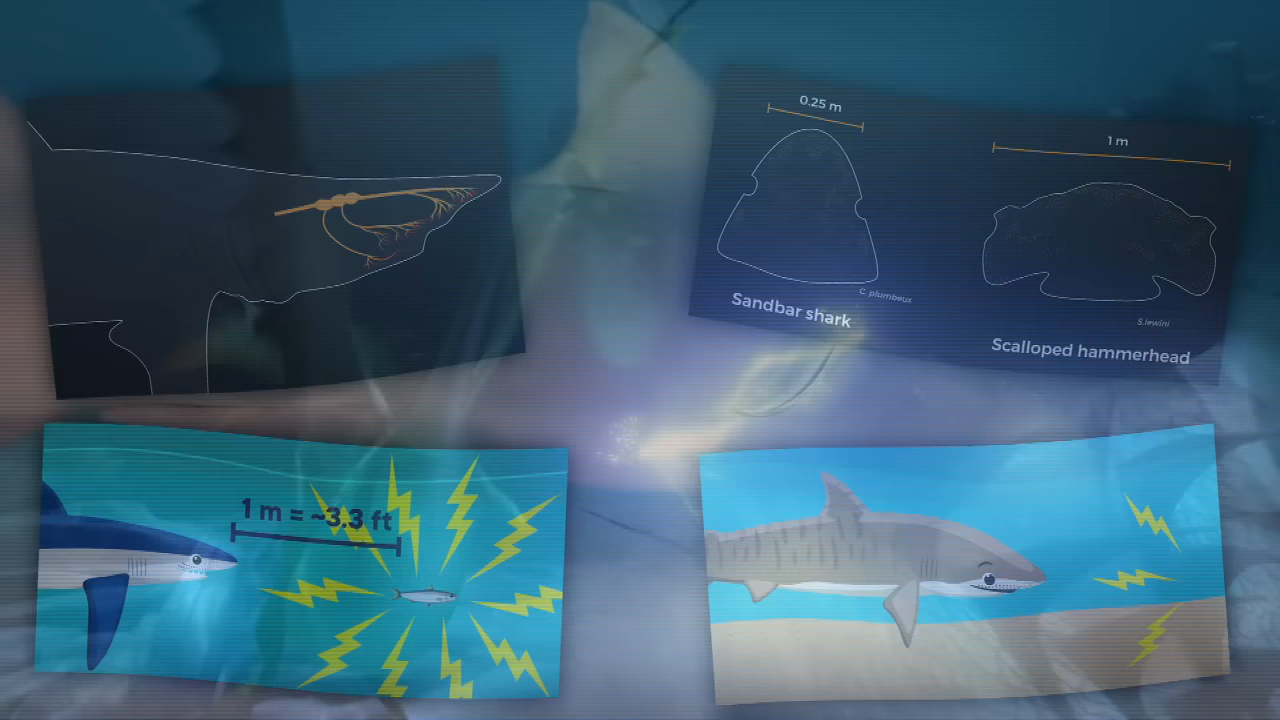 0.25 m
1 m
C. plumbeus
Sandbar shark
S.lewini
Scalloped hammerhead
1 m = ~3.3 ft